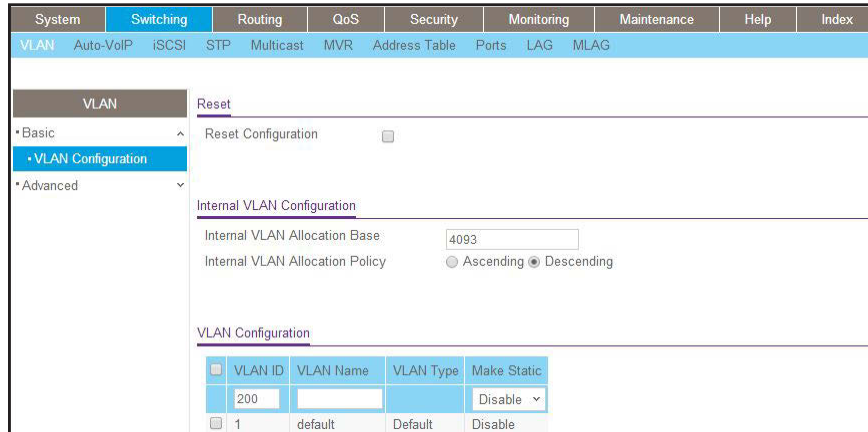 System Switching Routing QoS Security Monitoring Maintenance Help Index
VLAN Auto-VoIP iSCSI STP Multicast MVR Address Table Ports LAG MLAG
VLAN
Basic
VLAN Configuration
Advanced
Reset
Reset Configuration
Internal VLAN Configuration
Internal VLAN Allocation Base 4093
Internal VLAN Allocation Policy Ascending Descending
VLAN Configuration
VLAN ID VLAN Name VLAN Type Make Static
200 Disable
1 default Default Disable